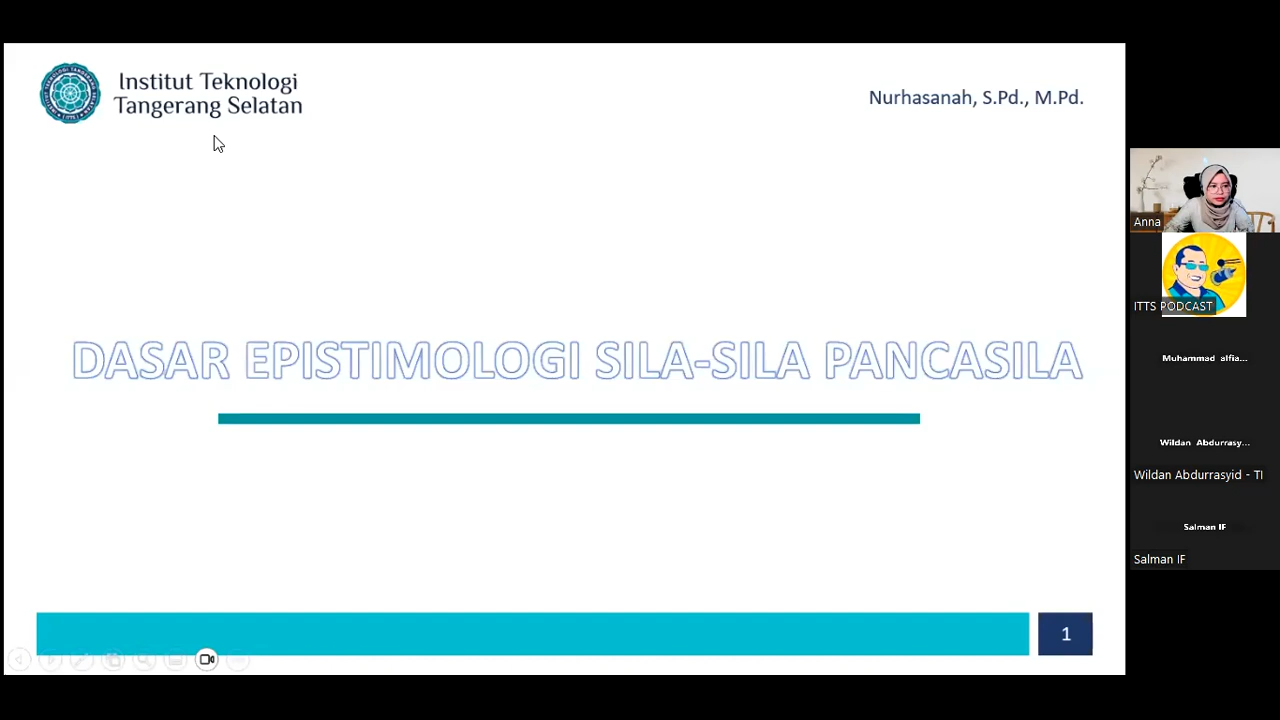 Institut Teknologi
Tangerang Selatan
Nurhasanah, S.Pd., M.Pd.
DASAR EPISTIMOLOGI SILA-SILA PANCASILA
1
Anna
ITTS PODCAST
Muhammad alfia...
Wildan Abdurrasy...
Wildan Abdurrasyid - TI
Salman IF
Salman IF